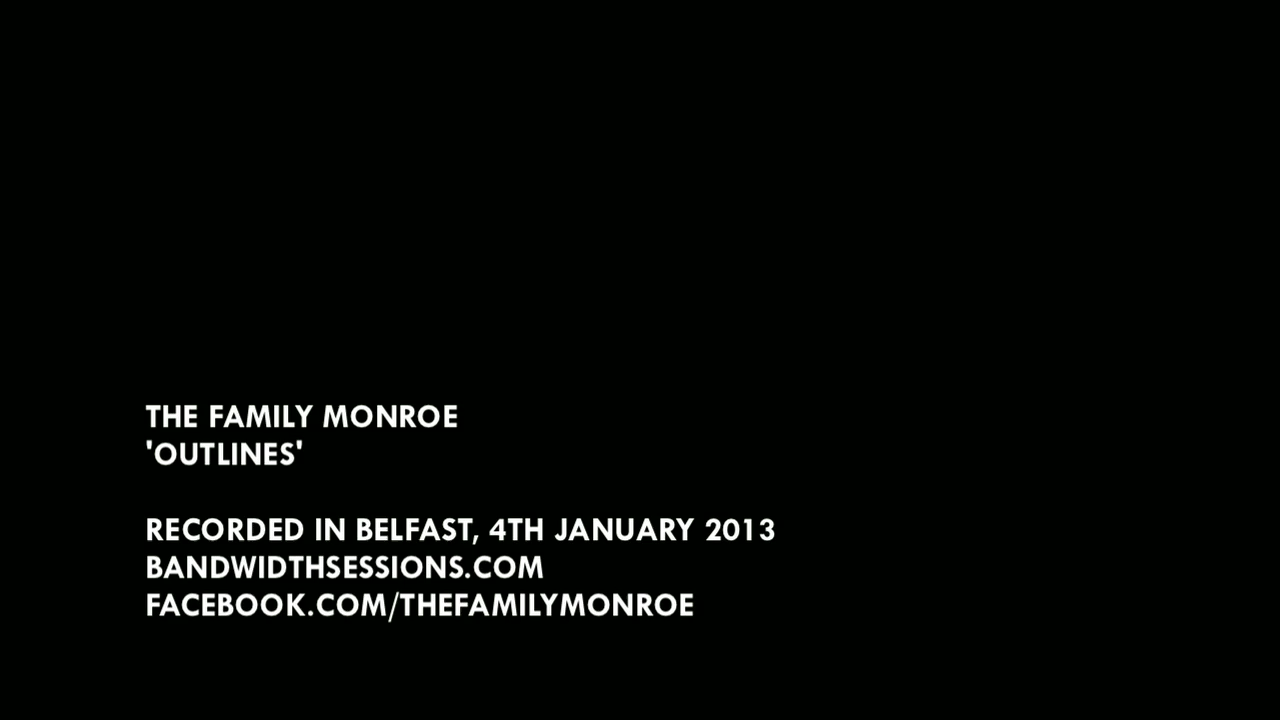 THE FAMILY MONROE
'OUTLINES'
RECORDED IN BELFAST, 4TH JANUARY 2013
BANDWIDTHSESSIONS.COM
FACEBOOK.COM/THEFAMILYMONROE